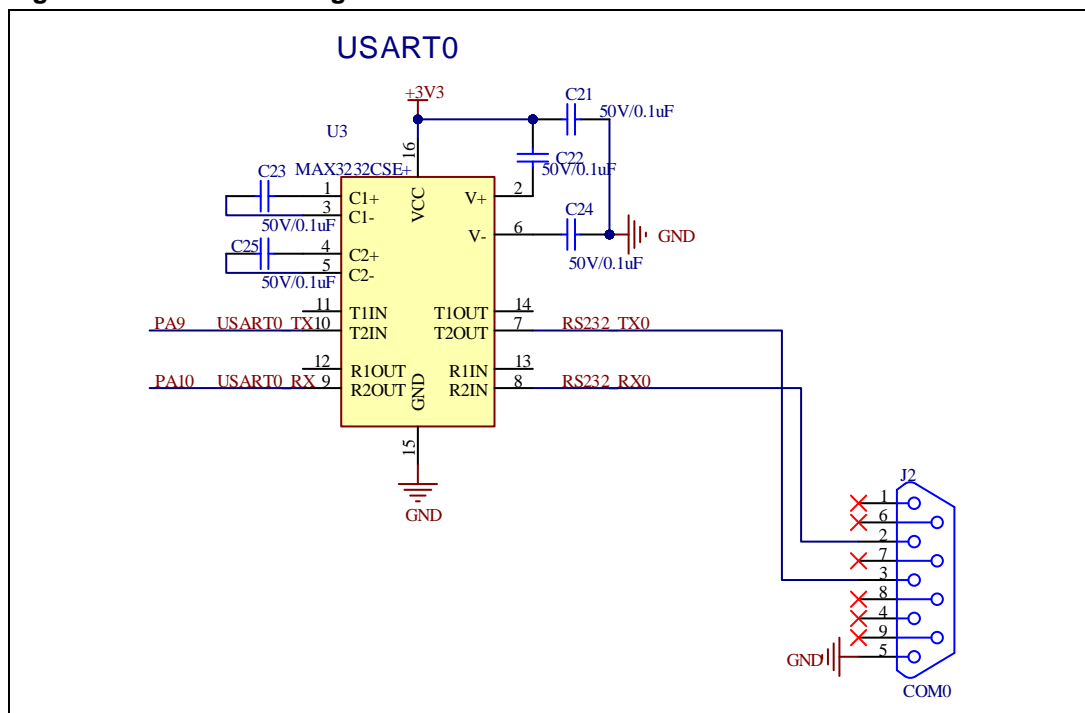 USART0
+3V3
C21
50V/0.1uF
U3
16
C22
50V/0.1uF
C23
MAX3232CSE+
1
C1+
VCC
V+
2
3
C1-
50V/0.1uF
C24
V-
6
GND
C25
4
C2+
5
C2-
50V/0.1uF
50V/0.1uF
11
T1IN
T1OUT
14
PA9
USART0_TX
10
T2IN
T2OUT
7
RS232_TX0
12
R1OUT
R1IN
13
PA10
USART0_RX
9
R2OUT
GND
R2IN
8
RS232_RX0
15
GND
J2
1
6
2
7
3
8
4
9
GND
5
COM0